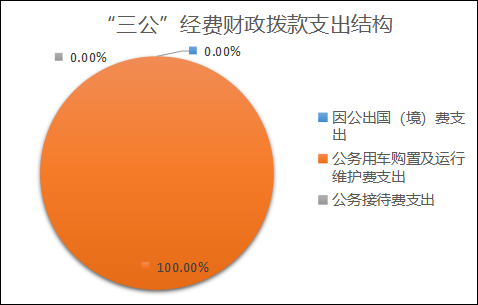 “三公”经费财政拨款支出结构
0.00%
0.00%
100.00%
因公出国（境）费支
出
公务用车购置及运行
维护费支出
公务接待费支出